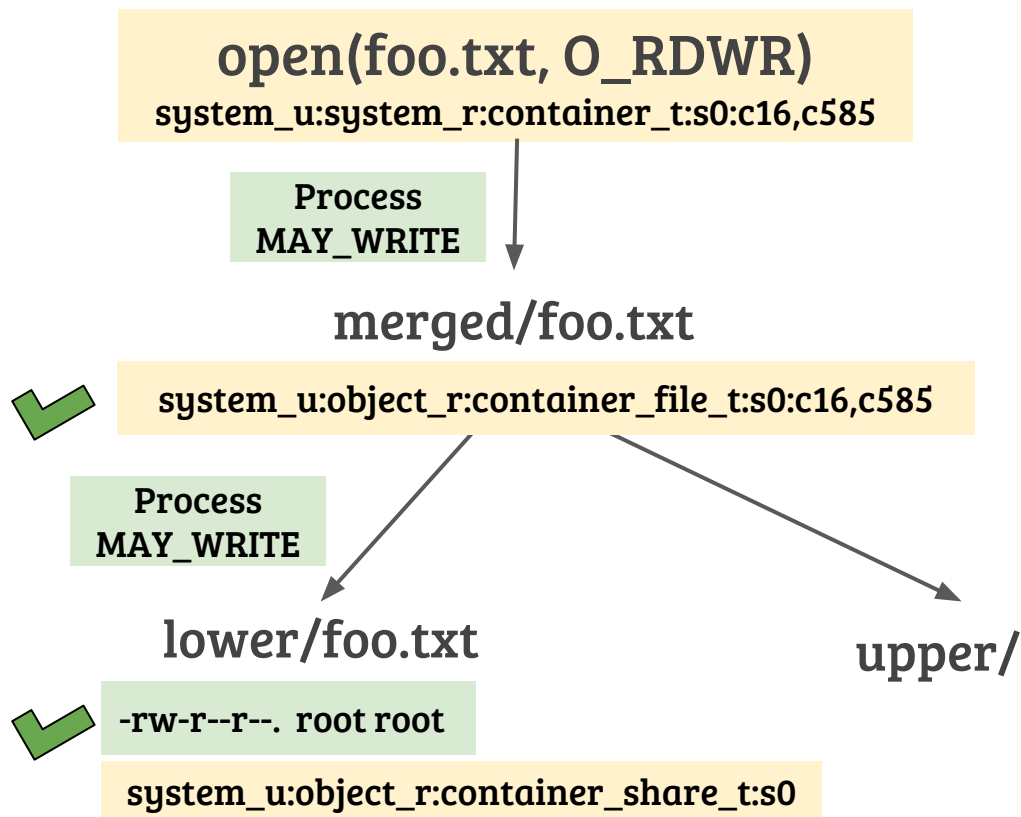 open(foo.txt, O_RDWR)
system_u:system_r:container_t:s0:c16,c585
Process
MAY_WRITE
merged/foo.txt
system_u:object_r:container_file_t:s0:c16,c585
Process
MAY_WRITE
lower/foo.txt
upper/
-rw-r--r--. root root
system_u:object_r:container_share_t:s0